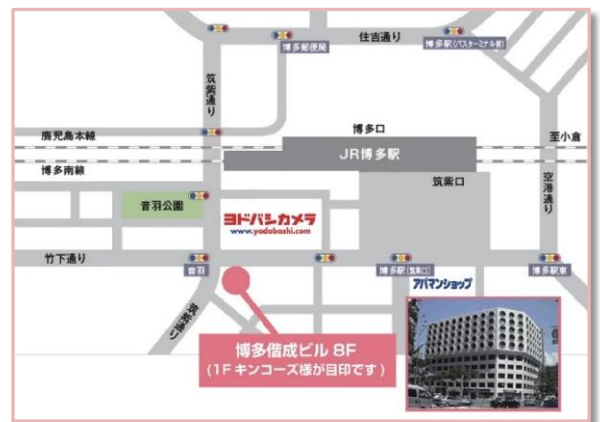 住吉通り
博多郵便局
博多駅(バスターミナル前)
筑紫通り
鹿児島本線
博多口
至小倉
JR博多駅
博多南線
筑紫口
空港通り
音羽公園
ヨドバシカメラ
www.yodobashi.com
竹下通り
音羽
博多駅(筑紫口)
博多駅東
アパマンショップ
筑紫通り
博多偕成ビル 8F
(1F キンコーズ様が目印です)